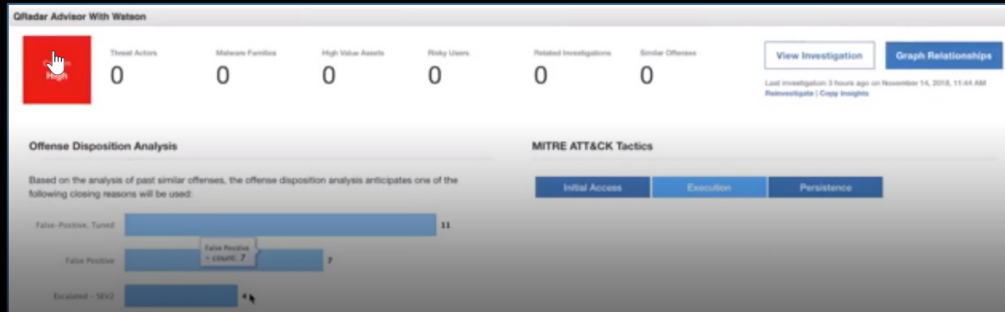 QRadar Advisor With Watson
High
Threat Actors
0
Malware Families
0
High Value Assets
0
Risky Users
0
Related Investigations
0
Similar Offenses
0
View Investigation
Graph Relationships
Last investigation 3 hours ago on November 14, 2018, 11:44 AM
Reinvestigate | Copy Insights
Offense Disposition Analysis
Based on the analysis of past similar offenses, the offense disposition analysis anticipates one of the
following closing reasons will be used:
False-Positive, Tuned 11
False Positive 7
False Positive
- count: 7
Escalated - SEV2 4
MITRE ATT&CK Tactics
Initial Access Execution Persistence